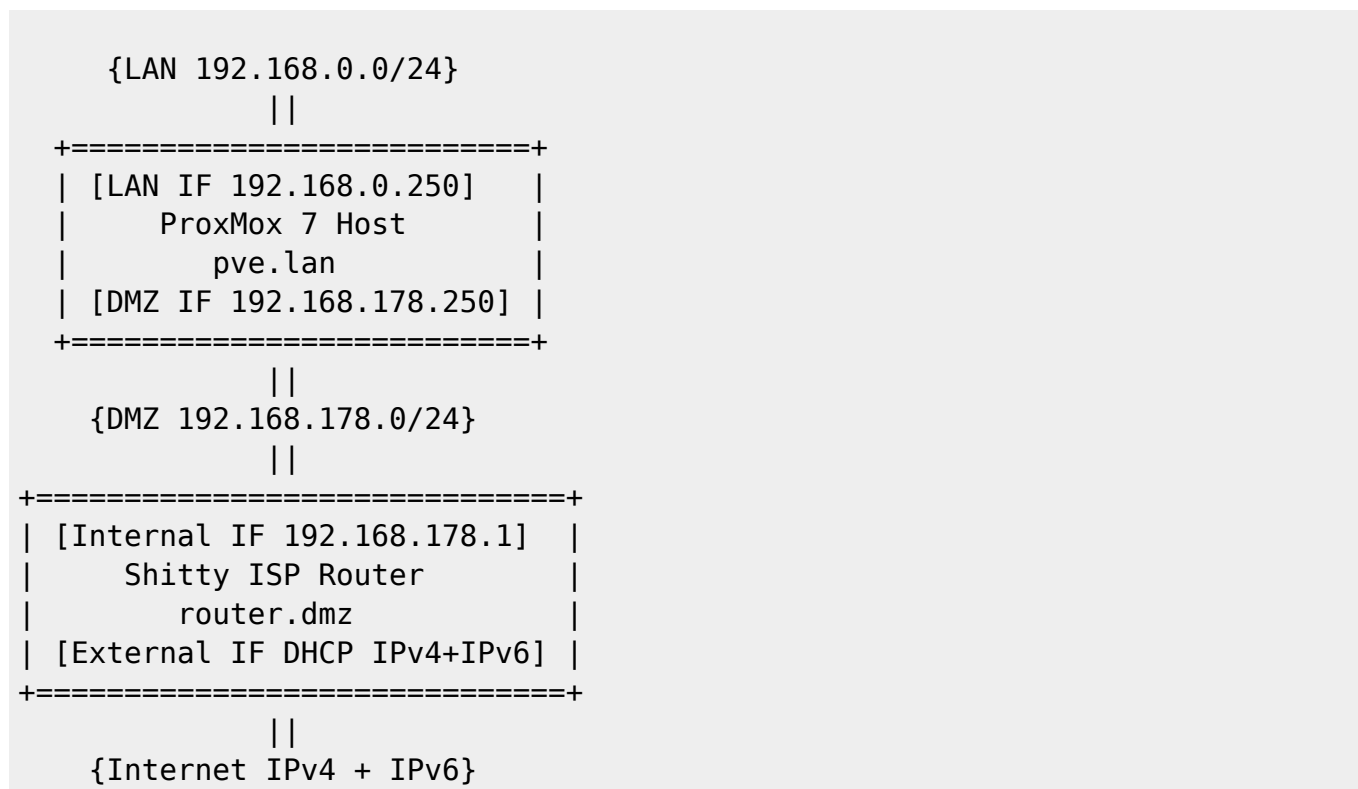 {LAN 192.168.0.0/24}
||
+==========================+
| [LAN IF 192.168.0.250] |
| ProxMox 7 Host |
| pve.lan |
| [DMZ IF 192.168.178.250] |
+==========================+
||
{DMZ 192.168.178.0/24}
||
+==============================+
| [Internal IF 192.168.178.1] |
| Shitty ISP Router |
| router.dmz |
| [External IF DHCP IPv4+IPv6] |
+==============================+
||
{Internet IPv4 + IPv6}